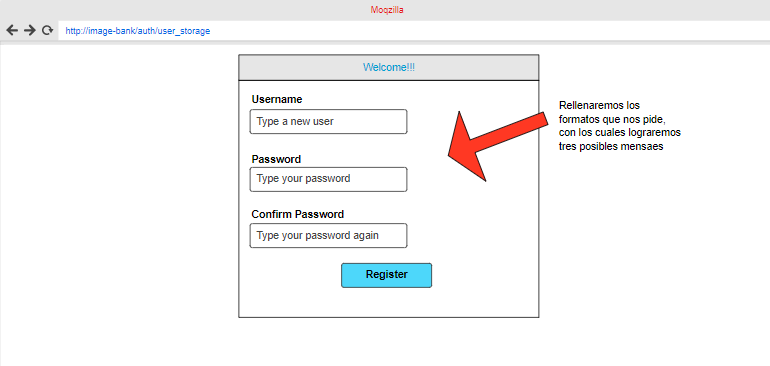 Moqzilla
http://image-bank/auth/user_storage
Welcome!!!
Username
Type a new user
Password
Type your password
Confirm Password
Type your password again
Register
Rellenaremos los
formatos que nos pide,
con los cuales lograremos
tres posibles mensaes